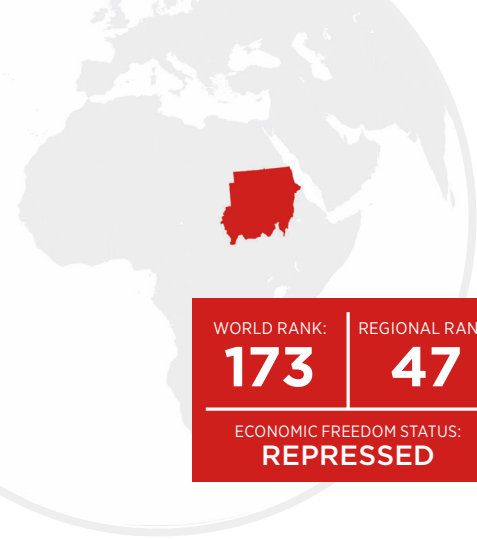 WORLD RANK:
173
REGIONAL RAN
47
ECONOMIC FREEDOM STATUS:
REPRESSED